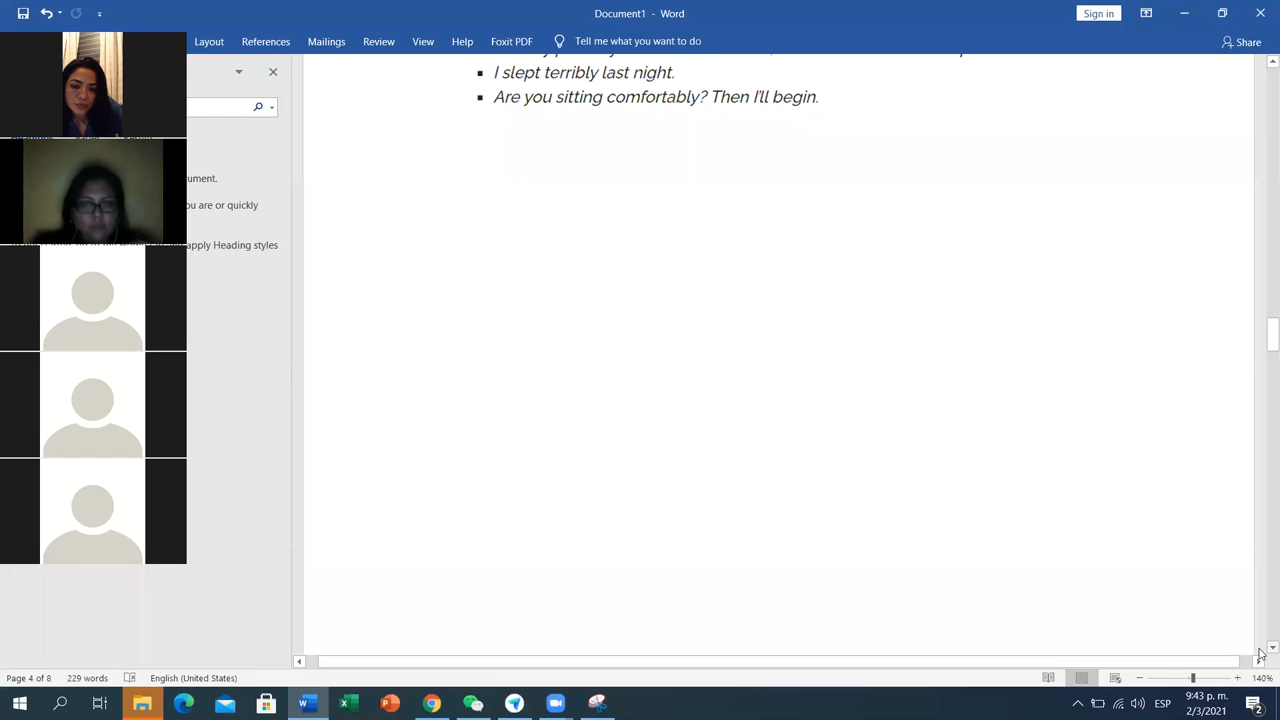 Document1 - Word
Sign in
Layout References Mailings Review View Help Foxit PDF Tell me what you want to do
Share
I slept terribly last night.
Are you sitting comfortably? Then I'll begin.
ument.
ou are or quickly
apply Heading styles
Page 4 of 8 229 words English (United States)
140%
9:43 p. m.
ESP
2/3/2021
2